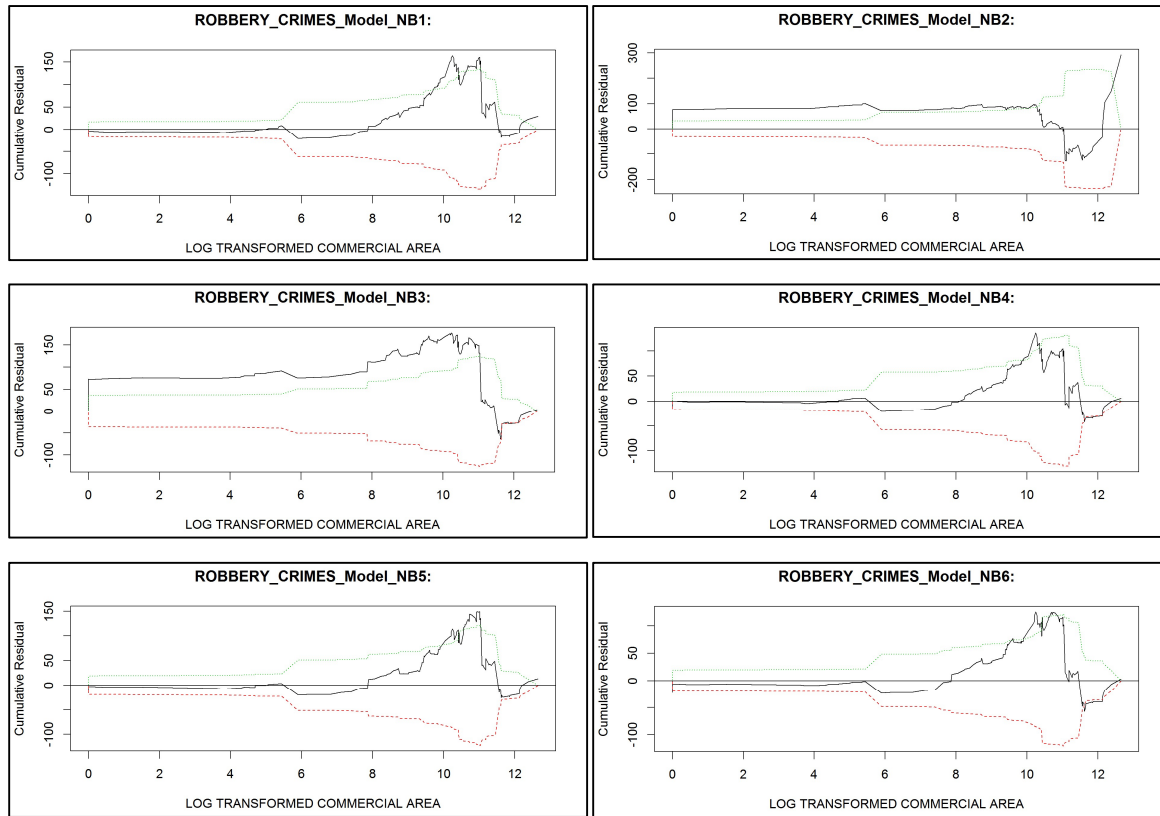 ROBBERY_CRIMES_Model_NB1:
Cumulative Residual
150
50
0
-100
0 2 4 6 8 10 12
LOG TRANSFORMED COMMERCIAL AREA
ROBBERY_CRIMES_Model_NB2:
Cumulative Residual
300
100
0
-200
0 2 4 6 8 10 12
LOG TRANSFORMED COMMERCIAL AREA
ROBBERY_CRIMES_Model_NB3:
Cumulative Residual
150
50
0
-100
0 2 4 6 8 10 12
LOG TRANSFORMED COMMERCIAL AREA
ROBBERY_CRIMES_Model_NB4:
Cumulative Residual
50
0
-100
0 2 4 6 8 10 12
LOG TRANSFORMED COMMERCIAL AREA
ROBBERY_CRIMES_Model_NB5:
Cumulative Residual
150
50
0
-100
0 2 4 6 8 10 12
LOG TRANSFORMED COMMERCIAL AREA
ROBBERY_CRIMES_Model_NB6:
Cumulative Residual
50
0
-100
0 2 4 6 8 10 12
LOG TRANSFORMED COMMERCIAL AREA